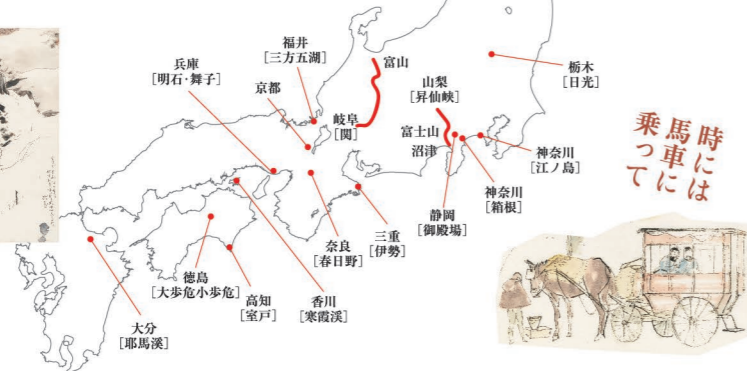 福井
［三方五湖］
兵庫
［明石・舞子］
京都
富山
岐阜
［関］
山梨
［昇仙峡］
富士山
沼津
栃木
［日光］
神奈川
［江ノ島］
神奈川
［箱根］
静岡
［御殿場］
三重
［伊勢］
奈良
［春日野］
香川
［寒霞渓］
高知
［室戸］
徳島
［大歩危小歩危］
大分
［耶馬溪］
時には
馬車に
乗って